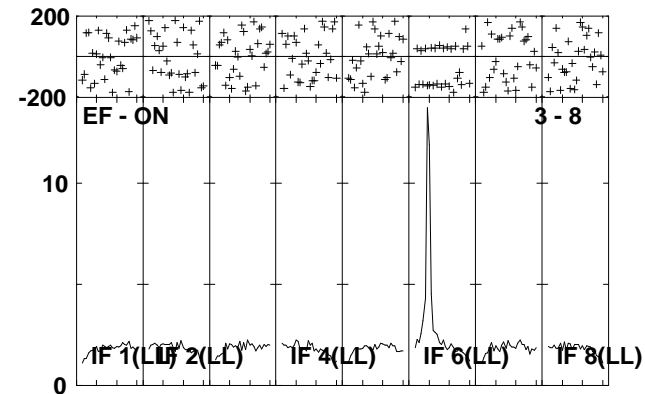 200
-200
EF - ON 3 - 8
10
IF 1(LL) IF 2(LL) IF 4(LL) IF 6(LL) IF 8(LL)
0